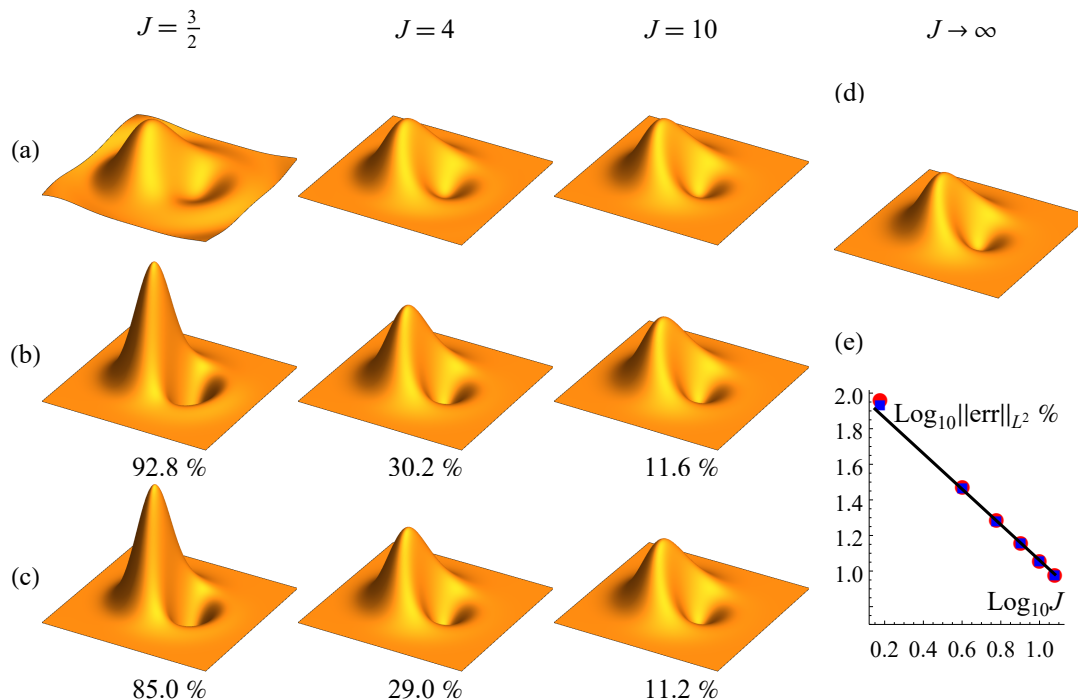 J = 3/2
J = 4
J = 10
J → ∞
(d)
(a)
(b)
(e)
92.8 %
30.2 %
11.6 %
2.0
Log₁₀||err||_L² %
1.8
1.6
1.4
1.2
1.0
Log₁₀J
0.2 0.4 0.6 0.8 1.0
(c)
85.0 %
29.0 %
11.2 %